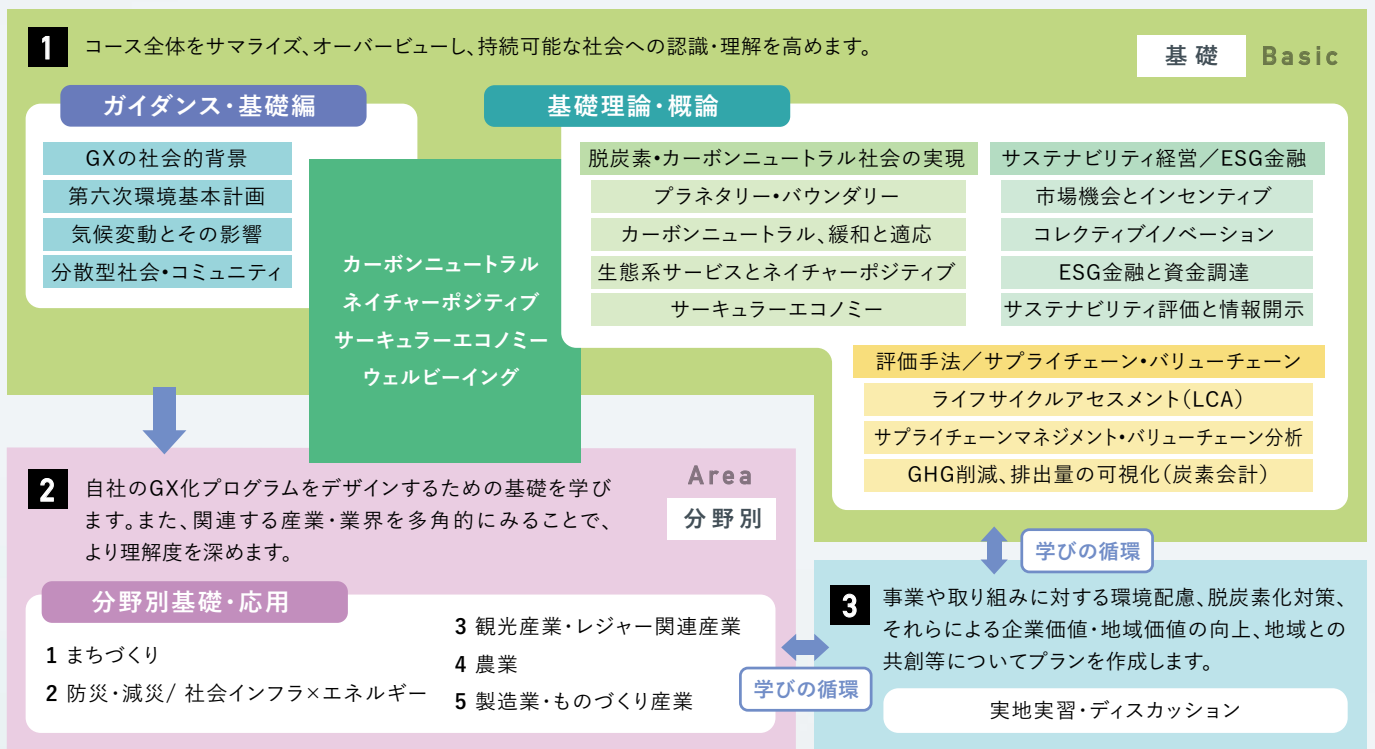 1
コース全体をサマライズ、オーバービューし、持続可能な社会への認識・理解を高めます。
基礎 Basic
ガイダンス・基礎編
GXの社会的背景
第六次環境基本計画
気候変動とその影響
分散型社会・コミュニティ
カーボンニュートラル
ネイチャーポジティブ
サーキュラーエコノミー
ウェルビーイング
基礎理論・概論
脱炭素・カーボンニュートラル社会の実現
プラネタリー・バウンダリー
カーボンニュートラル、緩和と適応
生態系サービスとネイチャーポジティブ
サーキュラーエコノミー
サステナビリティ経営／ESG金融
市場機会とインセンティブ
コレクティブイノベーション
ESG金融と資金調達
サステナビリティ評価と情報開示
評価手法／サプライチェーン・バリューチェーン
ライフサイクルアセスメント（LCA）
サプライチェーンマネジメント・バリューチェーン分析
GHG削減、排出量の可視化（炭素会計）
2
自社のGX化プログラムをデザインするための基礎を学び
ます。また、関連する産業・業界を多角的にみることで、
より理解度を深めます。
Area
分野別
分野別基礎・応用
1 まちづくり
2 防災・減災/ 社会インフラ×エネルギー
3 観光産業・レジャー関連産業
4 農業
5 製造業・ものづくり産業
学びの循環
学びの循環
3
事業や取り組みに対する環境配慮、脱炭素化対策、
それらによる企業価値・地域価値の向上、地域との
共創等についてプランを作成します。
実地実習・ディスカッション